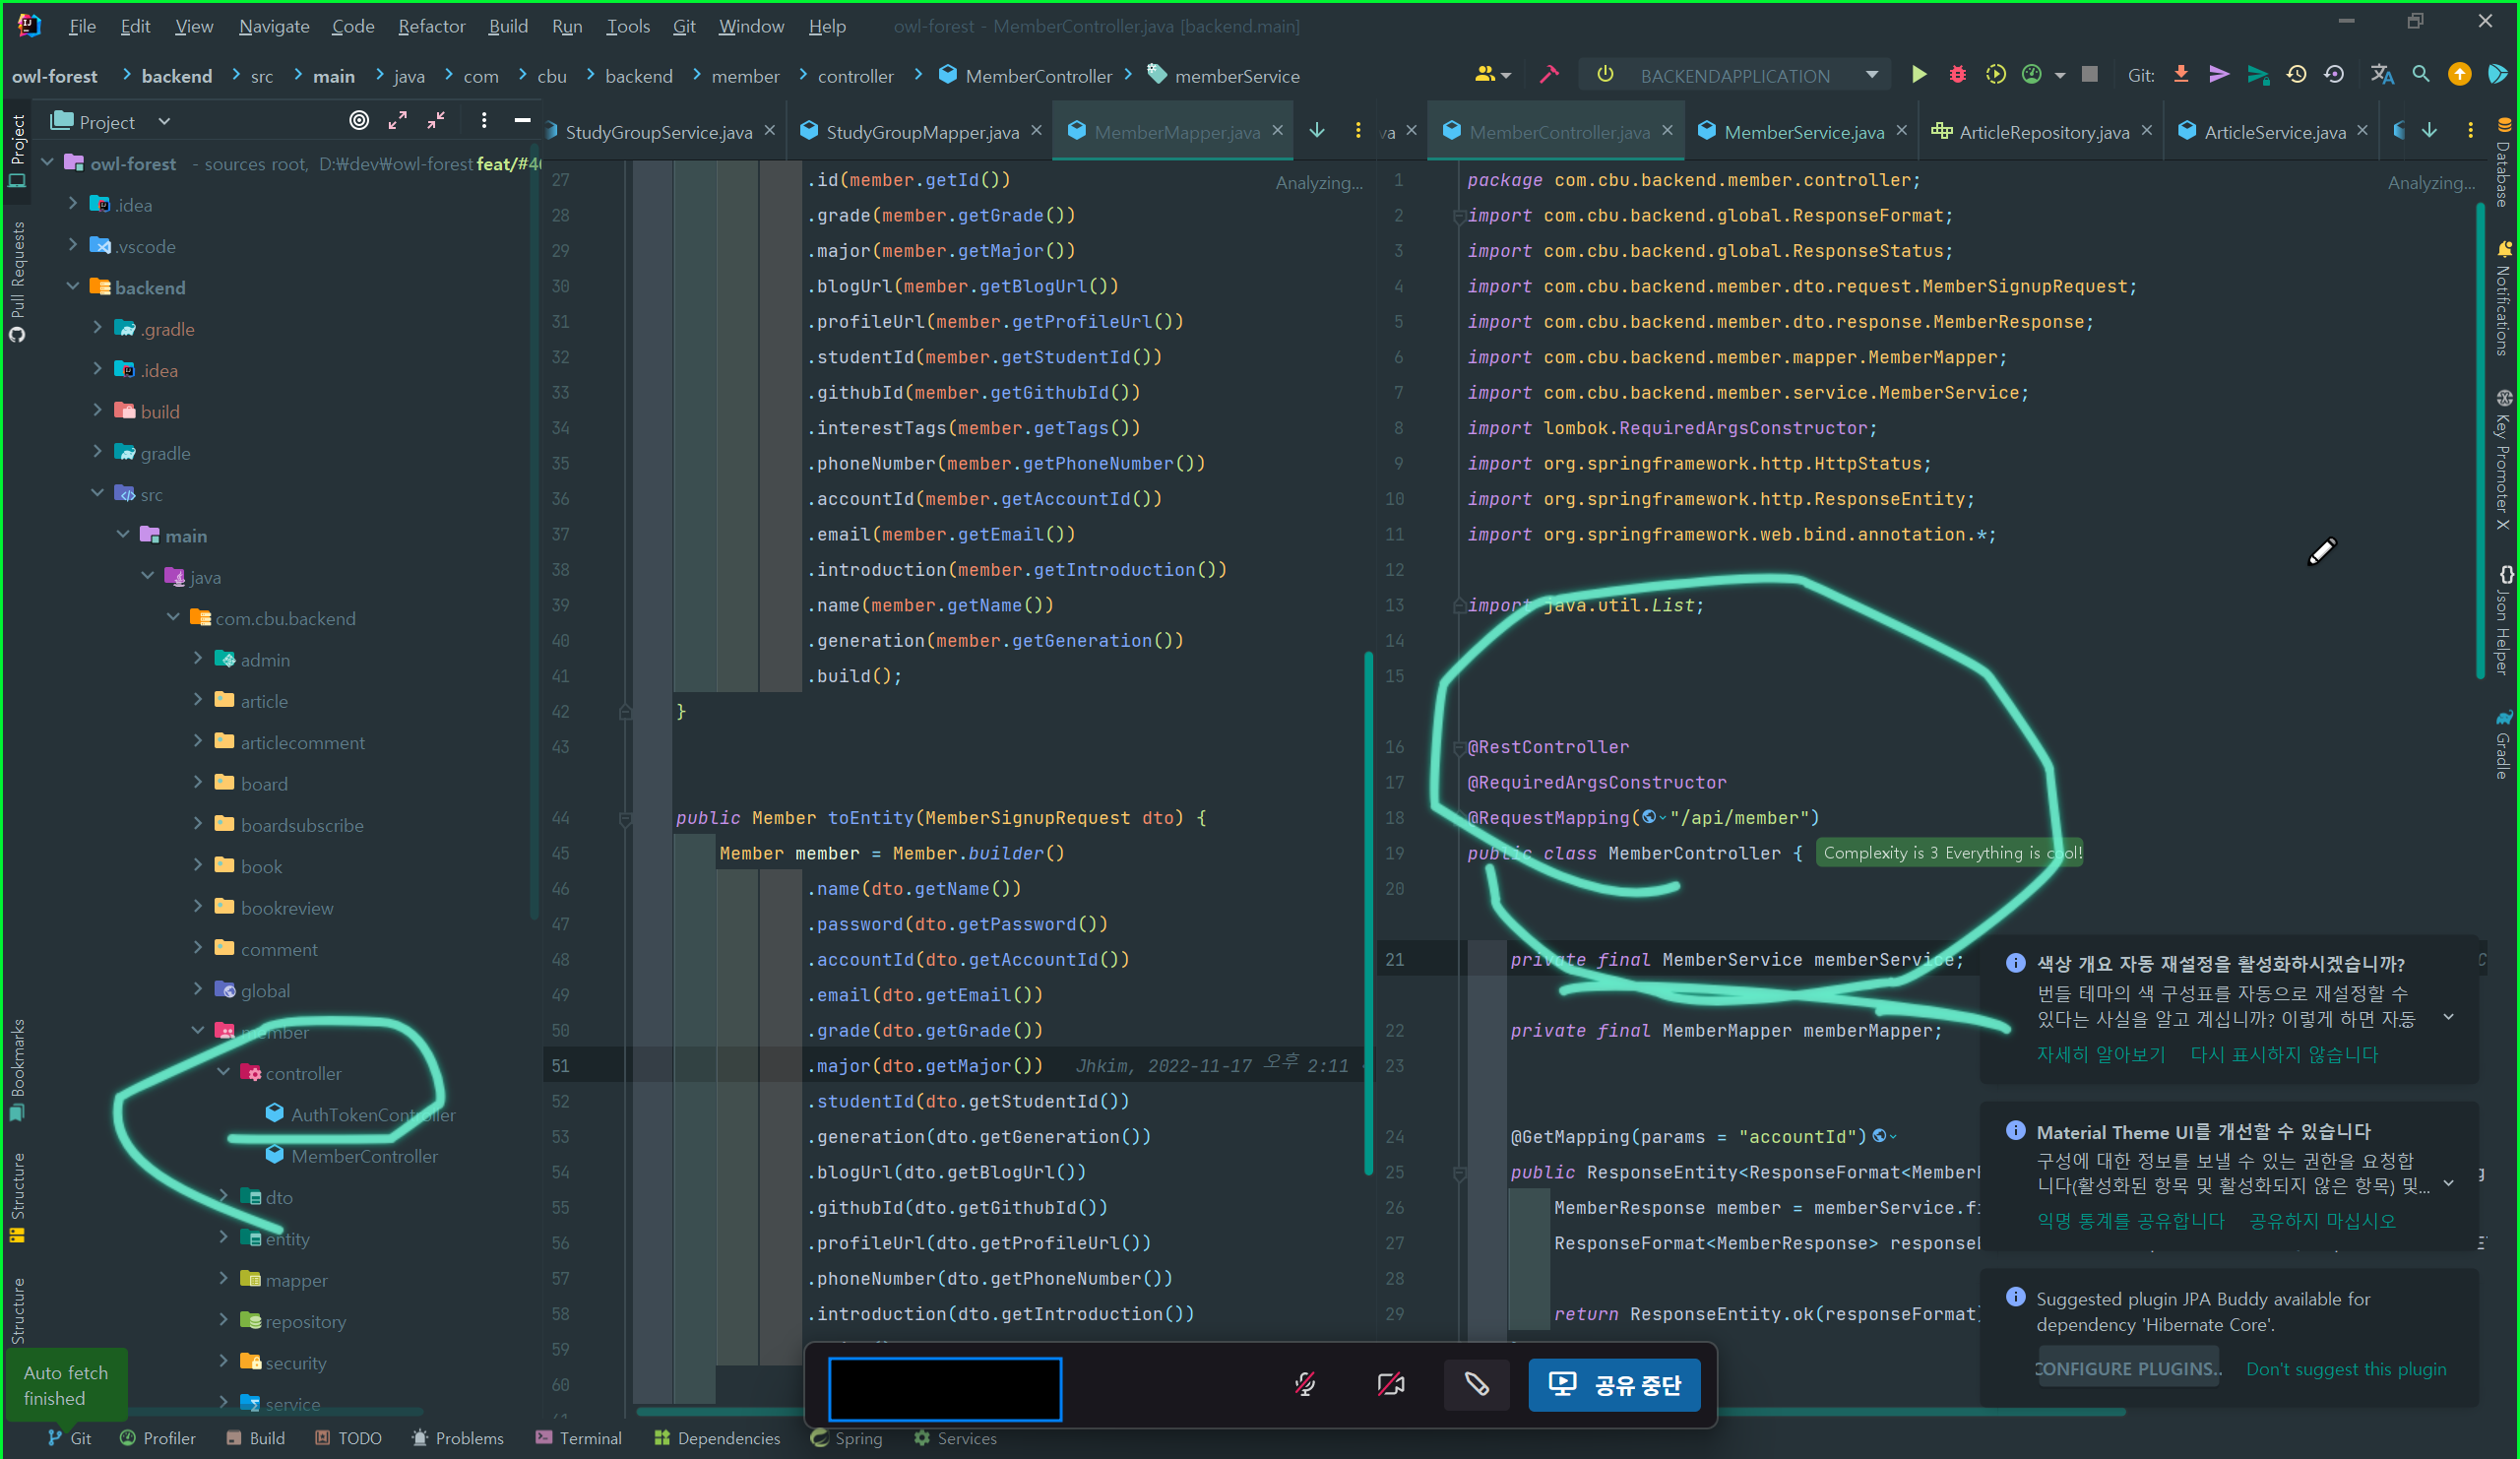 File Edit View Navigate Code Refactor Build Run Tools Git Window Help owl-forest - MemberController.java [backend.main]
owl-forest backend src main java com cbu backend member controller MemberController memberService BACKENDAPPLICATION Git:
Project
StudyGroupService.java StudyGroupMapper.java MemberMapper.java va MemberController.java MemberService.java ArticleRepository.java ArticleService.java
Project
Pull Requests
Bookmarks
Structure
Structure
owl-forest - sources root, D:₩dev₩owl-forest feat/#4
.idea
.vscode
backend
.gradle
.idea
build
gradle
src
main
java
com.cbu.backend
admin
article
articlecomment
board
boardsubscribe
book
bookreview
comment
global
member
controller
AuthTokenController
MemberController
dto
entity
mapper
repository
security
service
Analyzing...
27 .id(member.getId())
28 .grade(member.getGrade())
29 .major(member.getMajor())
30 .blogUrl(member.getBlogUrl())
31 .profileUrl(member.getProfileUrl())
32 .studentId(member.getStudentId())
33 .githubId(member.getGithubId())
34 .interestTags(member.getTags())
35 .phoneNumber(member.getPhoneNumber())
36 .accountId(member.getAccountId())
37 .email(member.getEmail())
38 .introduction(member.getIntroduction())
39 .name(member.getName())
40 .generation(member.getGeneration())
41 .build();
42 }
43
44 public Member toEntity(MemberSignupRequest dto) {
45 Member member = Member.builder()
46 .name(dto.getName())
47 .password(dto.getPassword())
48 .accountId(dto.getAccountId())
49 .email(dto.getEmail())
50 .grade(dto.getGrade())
51 .major(dto.getMajor()) Jhkim, 2022-11-17 오후 2:11
52 .studentId(dto.getStudentId())
53 .generation(dto.getGeneration())
54 .blogUrl(dto.getBlogUrl())
55 .githubId(dto.getGithubId())
56 .profileUrl(dto.getProfileUrl())
57 .phoneNumber(dto.getPhoneNumber())
58 .introduction(dto.getIntroduction())
59
60
Analyzing...
1 package com.cbu.backend.member.controller;
2 import com.cbu.backend.global.ResponseFormat;
3 import com.cbu.backend.global.ResponseStatus;
4 import com.cbu.backend.member.dto.request.MemberSignupRequest;
5 import com.cbu.backend.member.dto.response.MemberResponse;
6 import com.cbu.backend.member.mapper.MemberMapper;
7 import com.cbu.backend.member.service.MemberService;
8 import lombok.RequiredArgsConstructor;
9 import org.springframework.http.HttpStatus;
10 import org.springframework.http.ResponseEntity;
11 import org.springframework.web.bind.annotation.*;
12
13 import java.util.List;
14
15
16 @RestController
17 @RequiredArgsConstructor
18 @RequestMapping("/api/member")
19 public class MemberController { Complexity is 3 Everything is cool!
20
21 private final MemberService memberService;
22 private final MemberMapper memberMapper;
23
24 @GetMapping(params = "accountId")
25 public ResponseEntity<ResponseFormat<Member
26 MemberResponse member = memberService.fi
27 ResponseFormat<MemberResponse> response
28
29 return ResponseEntity.ok(responseFormat)
색상 개요 자동 재설정을 활성화하시겠습니까?
번들 테마의 색 구성표를 자동으로 재설정할 수
있다는 사실을 알고 계십니까? 이렇게 하면 자동
자세히 알아보기 다시 표시하지 않습니다
Material Theme UI를 개선할 수 있습니다
구성에 대한 정보를 보낼 수 있는 권한을 요청합
니다(활성화된 항목 및 활성화되지 않은 항목) 및...
익명 통계를 공유합니다 공유하지 마십시오
Suggested plugin JPA Buddy available for
dependency 'Hibernate Core'.
CONFIGURE PLUGINS.. Don't suggest this plugin
Database
Notifications
Key Promoter X
Json Helper
Gradle
공유 중단
Auto fetch
finished
Git Profiler Build TODO Problems Terminal Dependencies Spring Services